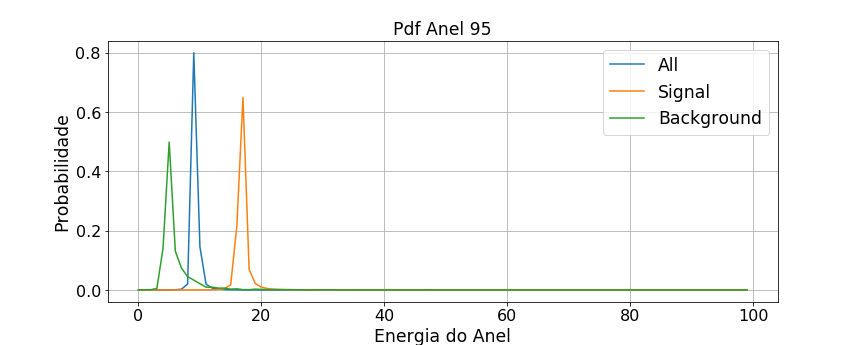 Pdf Anel 95
All
Signal
Background
Probabilidade
0.8
0.6
0.4
0.2
0.0
0 20 40 60 80 100
Energia do Anel